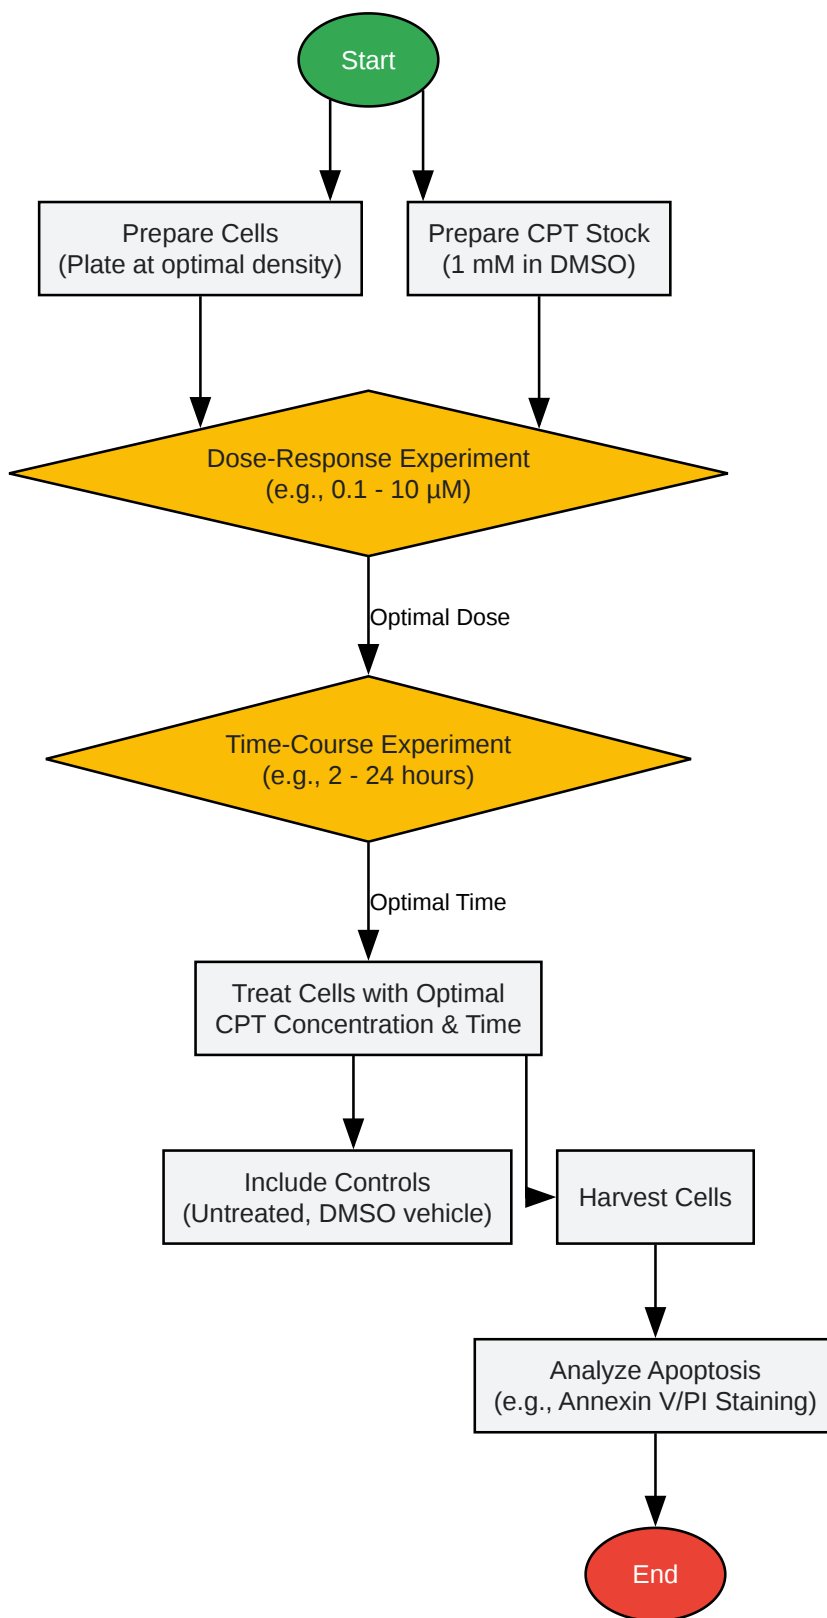 Start
Prepare Cells
(Plate at optimal density)
Prepare CPT Stock
(1 mM in DMSO)
Dose-Response Experiment
(e.g., 0.1 - 10 µM)
Optimal Dose
Time-Course Experiment
(e.g., 2 - 24 hours)
Optimal Time
Treat Cells with Optimal
CPT Concentration & Time
Include Controls
(Untreated, DMSO vehicle)
Harvest Cells
Analyze Apoptosis
(e.g., Annexin V/PI Staining)
End